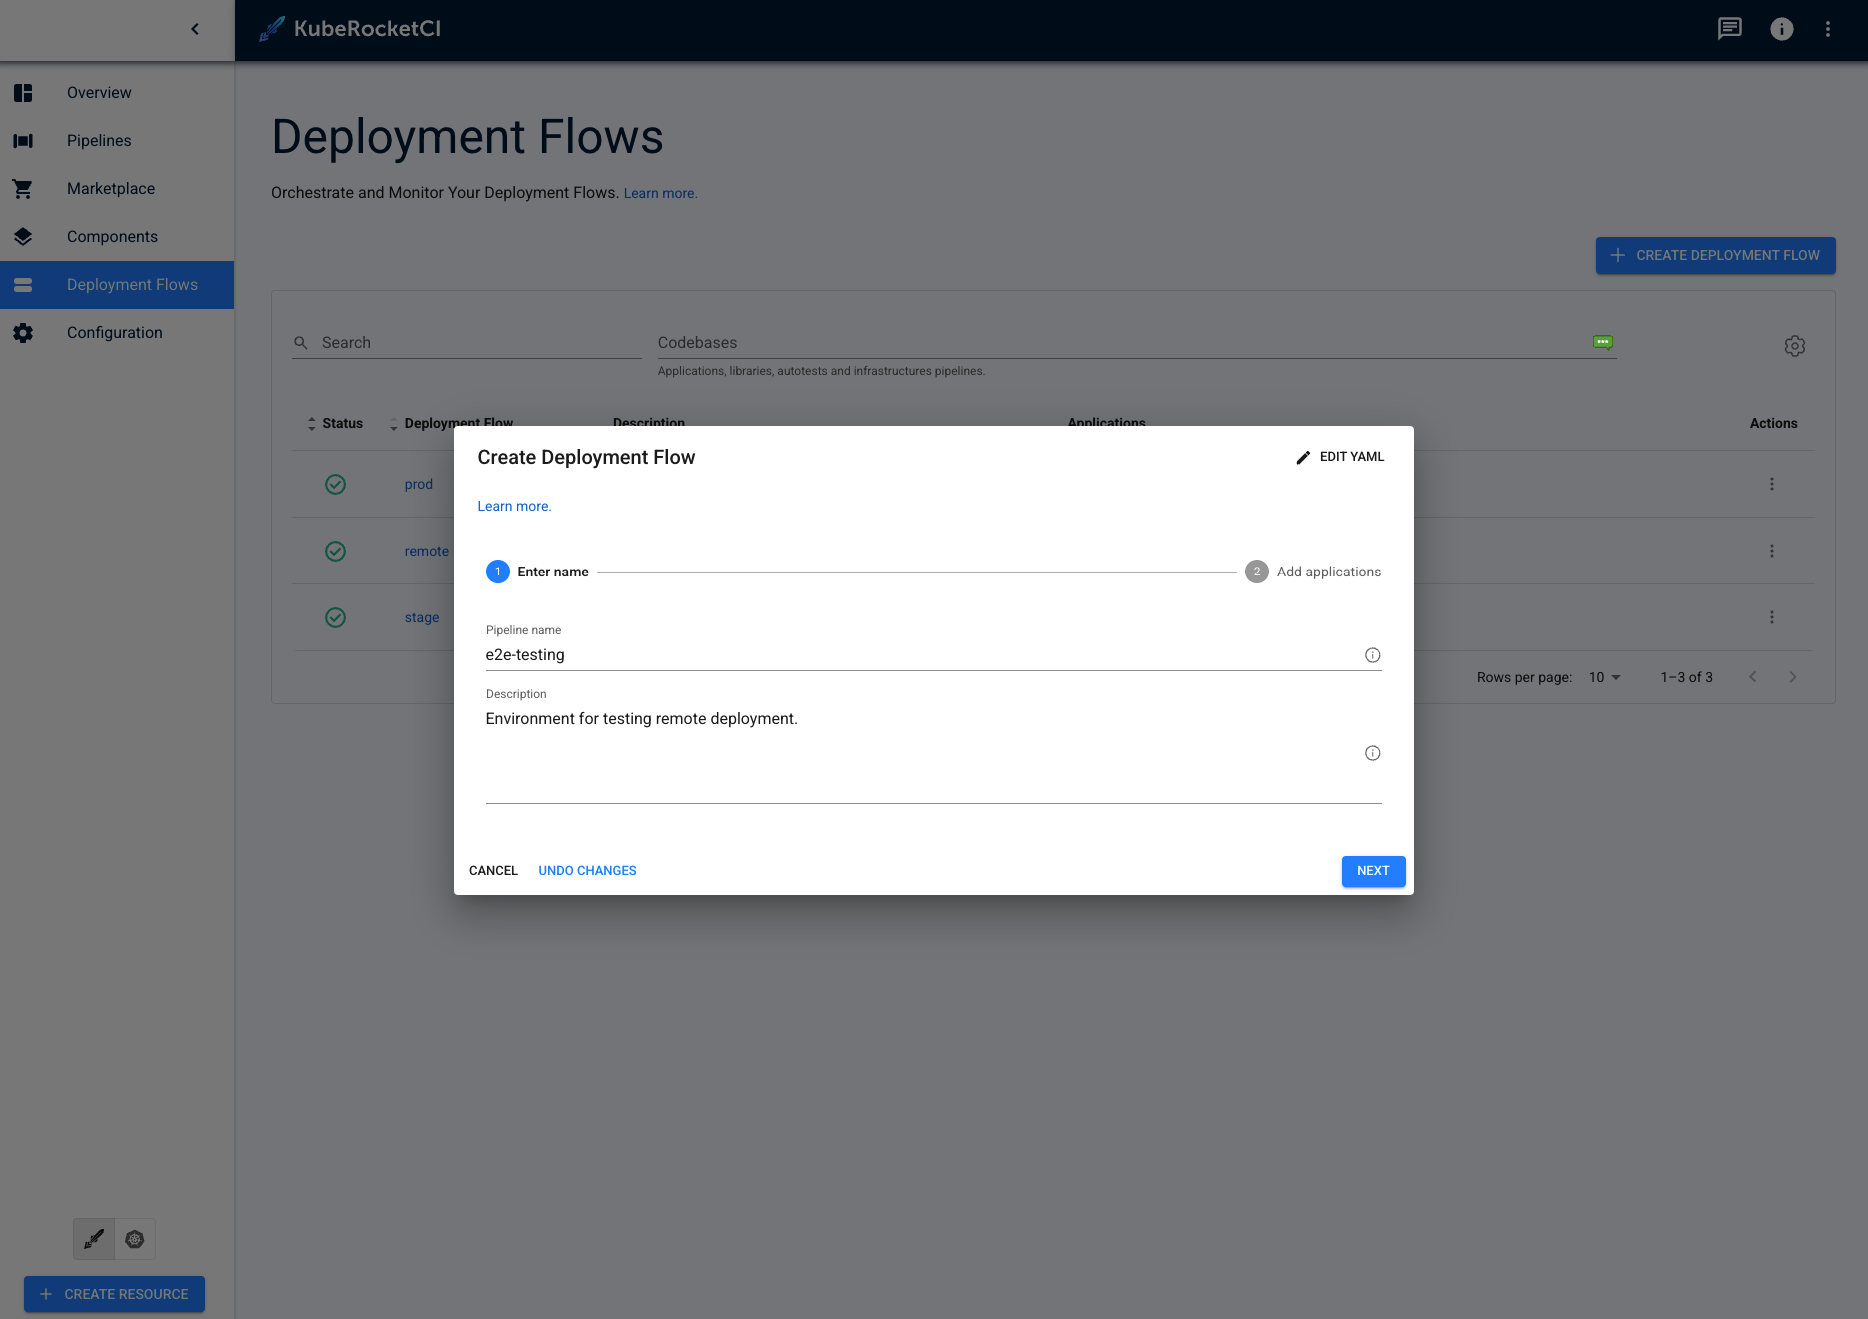 KubeRocketCI
Overview
Pipelines
Marketplace
Components
Deployment Flows
Configuration
CREATE RESOURCE
Deployment Flows
Orchestrate and Monitor Your Deployment Flows. Learn more.
CREATE DEPLOYMENT FLOW
Search
Codebases
Applications, libraries, autotests and infrastructures pipelines.
Status Deployment Flow Description Applications Actions
prod
remote
stage
Rows per page: 10 1–3 of 3
Create Deployment Flow
EDIT YAML
Learn more.
1 Enter name
2 Add applications
Pipeline name
e2e-testing
Description
Environment for testing remote deployment.
CANCEL UNDO CHANGES NEXT